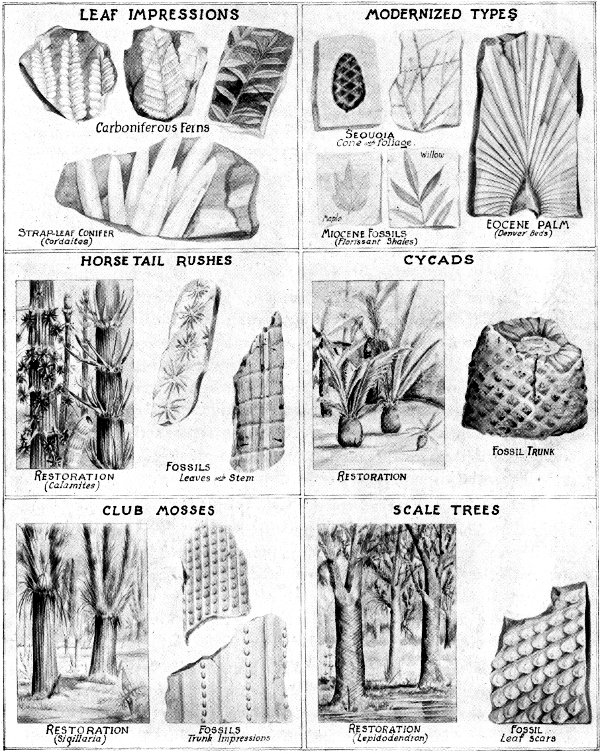 LEAF IMPRESSIONS
Carboniferous Ferns
STRAP-LEAF CONIFER
(Cordaites)
MODERNIZED TYPES
SEQUOIA
Cone and Foliage
Maple
Willow
MIOCENE FOSSILS
(Florissant Shales)
EOCENE PALM
(Denver Beds)
HORSE TAIL RUSHES
RESTORATION
(Calamites)
FOSSILS
Leaves and Stem
CYCADS
RESTORATION
FOSSIL TRUNK
CLUB MOSSES
RESTORATION
(Sigillaria)
FOSSILS
Trunk Impressions
SCALE TREES
RESTORATION
(Lepidodendron)
FOSSIL
Leaf scars